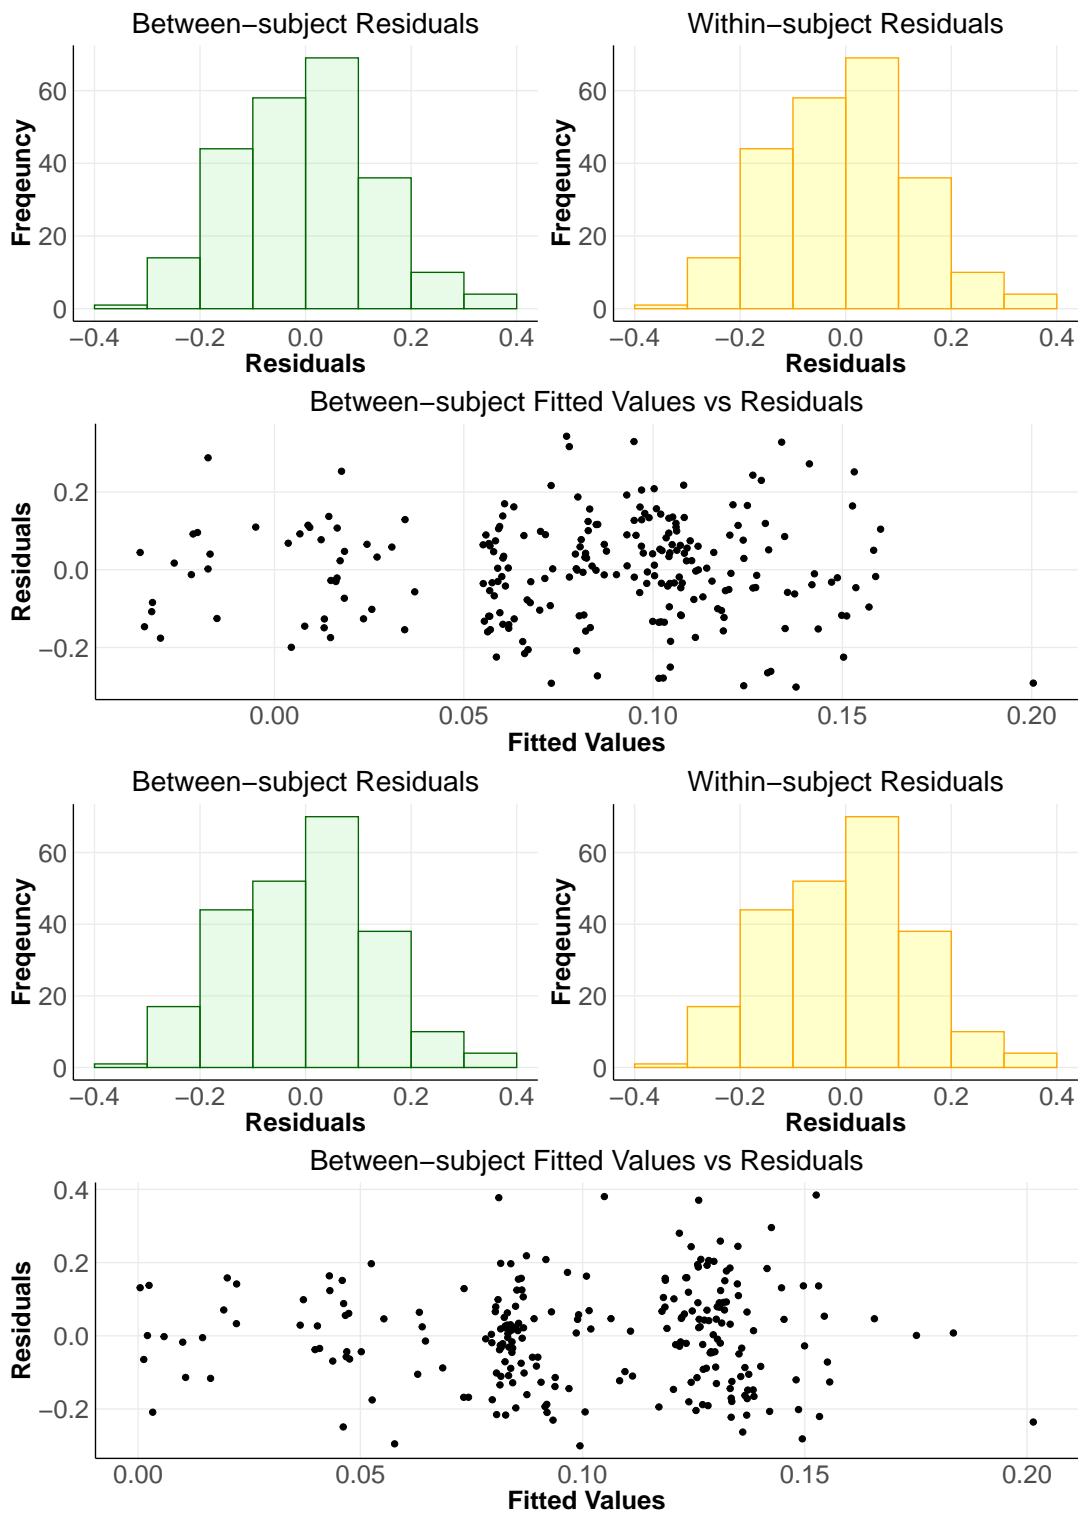 Between−subject Residuals
Within−subject Residuals
Freqeuncy
60
40
20
0
−0.4 −0.2 0.0 0.2 0.4
Residuals
Freqeuncy
60
40
20
0
−0.4 −0.2 0.0 0.2 0.4
Residuals
Between−subject Fitted Values vs Residuals
Residuals
0.2
0.0
−0.2
0.00 0.05 0.10 0.15 0.20
Fitted Values
Between−subject Residuals
Within−subject Residuals
Freqeuncy
60
40
20
0
−0.4 −0.2 0.0 0.2 0.4
Residuals
Freqeuncy
60
40
20
0
−0.4 −0.2 0.0 0.2 0.4
Residuals
Between−subject Fitted Values vs Residuals
Residuals
0.4
0.2
0.0
−0.2
0.00 0.05 0.10 0.15 0.20
Fitted Values